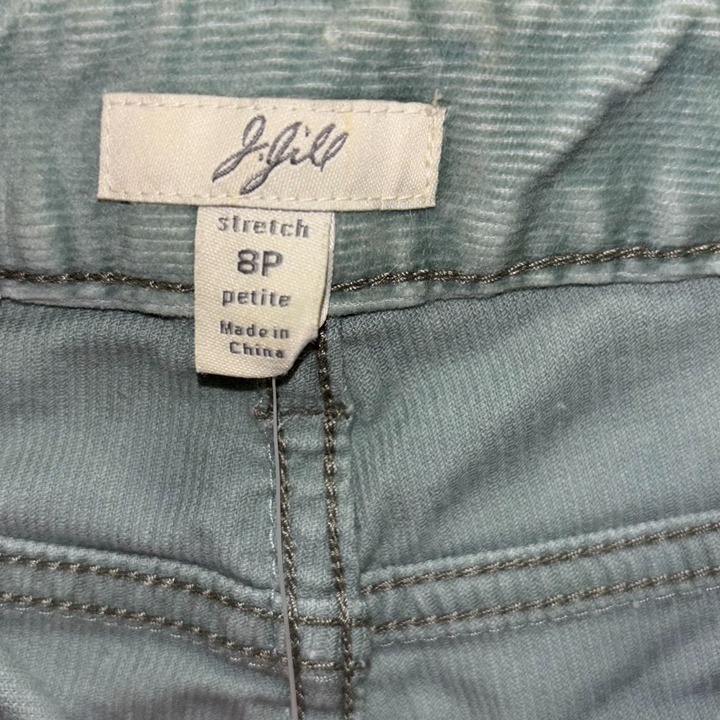 J.Jill
stretch
8P
petite
Made in
China